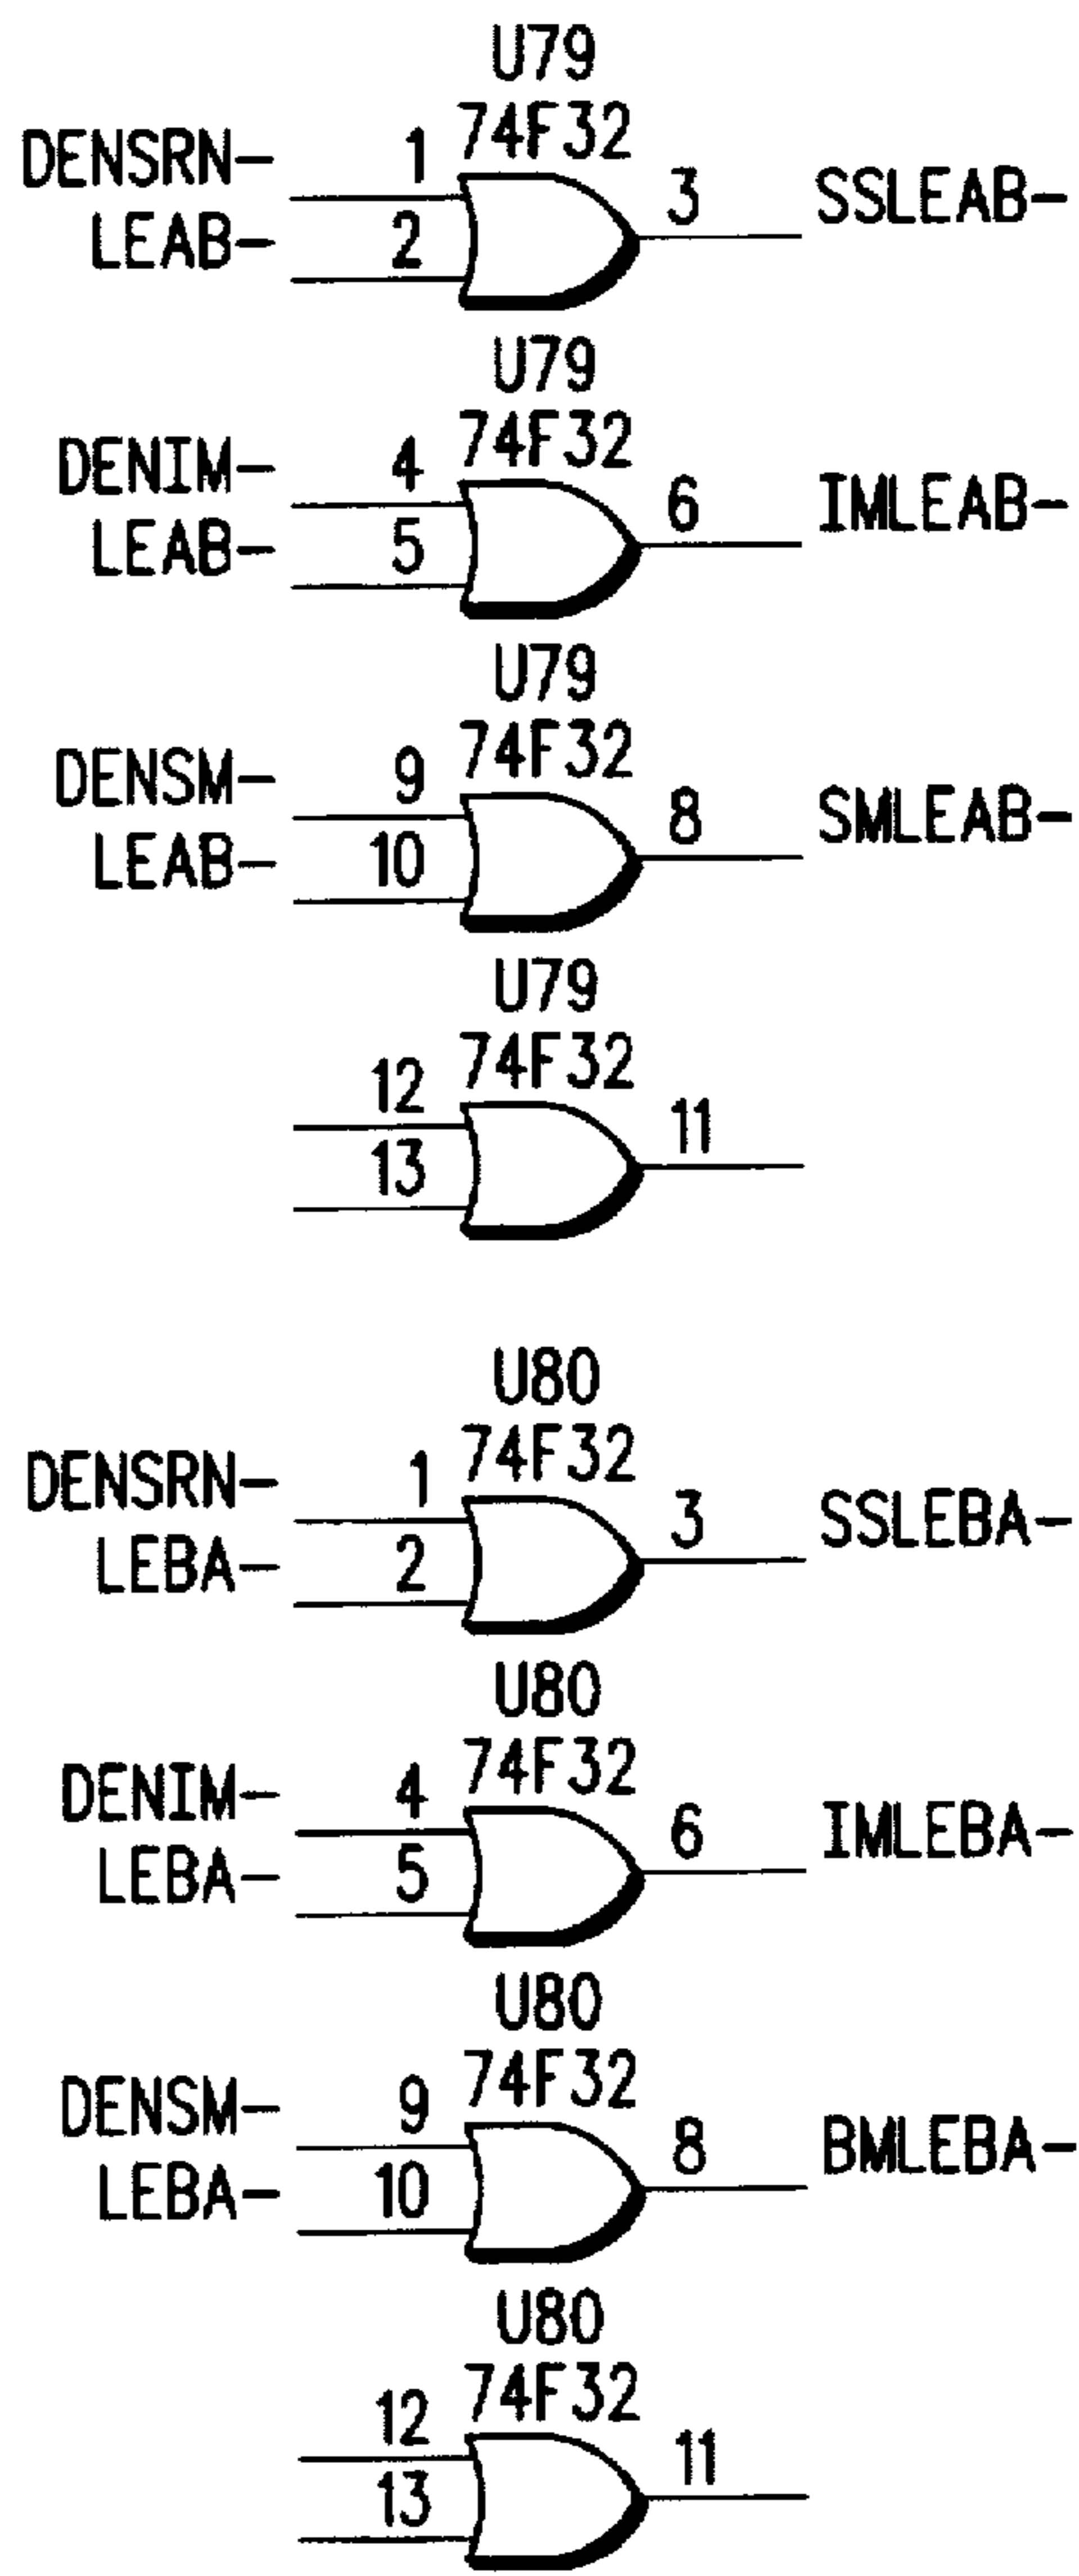 U79
74F32
DENSRN- 1
LEAB- 2
3 SSLEAB-
U79
74F32
DENIM- 4
LEAB- 5
6 IMLEAB-
U79
74F32
DENSM- 9
LEAB- 10
8 SMLEAB-
U79
74F32
12
13
11
U80
74F32
DENSRN- 1
LEBA- 2
3 SSLEBA-
U80
74F32
DENIM- 4
LEBA- 5
6 IMLEBA-
U80
74F32
DENSM- 9
LEBA- 10
8 BMLEBA-
U80
74F32
12
13
11